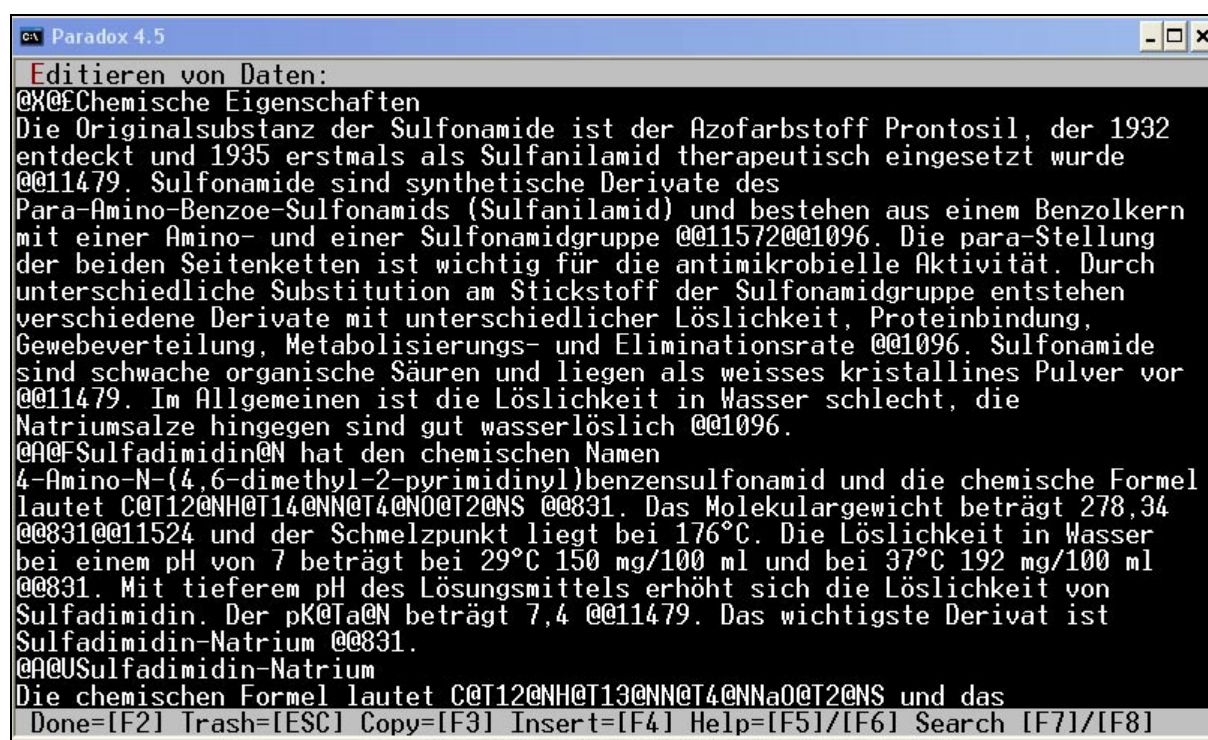 Paradox 4.5
Editieren von Daten:
@X@£Chemische Eigenschaften
Die Originalsubstanz der Sulfonamide ist der Azofarbstoff Prontosil, der 1932
entdeckt und 1935 erstmals als Sulfanilamid therapeutisch eingesetzt wurde
@@11479. Sulfonamide sind synthetische Derivate des
Para-Amino-Benzoe-Sulfonamids (Sulfanilamid) und bestehen aus einem Benzolkern
mit einer Amino- und einer Sulfonamidgruppe @@11572@@1096. Die para-Stellung
der beiden Seitenketten ist wichtig für die antimikrobielle Aktivität. Durch
unterschiedliche Substitution am Stickstoff der Sulfonamidgruppe entstehen
verschiedene Derivate mit unterschiedlicher Löslichkeit, Proteinbindung,
Gewebeverteilung, Metabolisierungs- und Eliminationsrate @@1096. Sulfonamide
sind schwache organische Säuren und liegen als weisses kristallines Pulver vor
@@11479. Im Allgemeinen ist die Löslichkeit in Wasser schlecht, die
Natriumsalze hingegen sind gut wasserlöslich @@1096.
@A@FSulfadimidin@N hat den chemischen Namen
4-Amino-N-(4,6-dimethyl-2-pyrimidinyl)benzensulfonamid und die chemische Formel
lautet C@T12@NH@T14@NN@T4@NO@T2@NS @@831. Das Molekulargewicht beträgt 278,34
@@831@@11524 und der Schmelzpunkt liegt bei 176°C. Die Löslichkeit in Wasser
bei einem pH von 7 beträgt bei 29°C 150 mg/100 ml und bei 37°C 192 mg/100 ml
@@831. Mit tieferem pH des Lösungsmittels erhöht sich die Löslichkeit von
Sulfadimidin. Der pK@Ta@N beträgt 7,4 @@11479. Das wichtigste Derivat ist
Sulfadimidin-Natrium @@831.
@A@USulfadimidin-Natrium
Die chemischen Formel lautet C@T12@NH@T13@NN@T4@NNaO@T2@NS und das
Done=[F2] Trash=[ESC] Copy=[F3] Insert=[F4] Help=[F5]/[F6] Search [F7]/[F8]